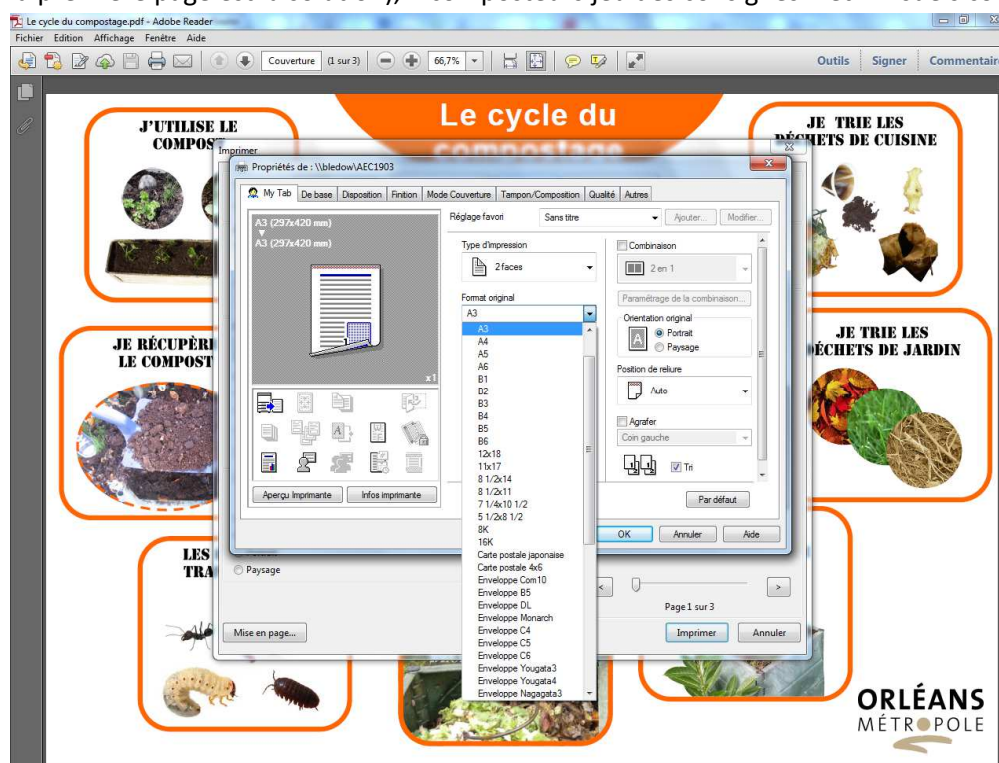 Le cycle du compostage.pdf - Adobe Reader
Fichier Edition Affichage Fenêtre Aide
Couverture (1 sur 3) 66,7% Outils Signer Commentair
Le cycle du
compostage
J'UTILISE LE
COMPOS
JE TRIE LES
DÉCHETS DE CUISINE
Imprimer
Propriétés de : \\bledow\AEC1903
My Tab De base Disposition Finition Mode Couverture Tampon/Composition Qualité Autres
A3 (297x420 mm)
A3 (297x420 mm)
x1
Aperçu Imprimante Infos imprimante
Réglage favori Sans titre Ajouter... Modifier...
Type d'impression
2 faces
Format original
A3
A3
A4
A5
A6
B1
D2
B3
B4
B5
B6
12x18
11x17
8 1/2x14
8 1/2x11
7 1/4x10 1/2
5 1/2x8 1/2
8K
16K
Carte postale japonaise
Carte postale 4x6
Enveloppe Com10
Enveloppe B5
Enveloppe DL
Enveloppe Monarch
Enveloppe C4
Enveloppe C5
Enveloppe C6
Enveloppe Yougata3
Enveloppe Yougata4
Enveloppe Nagagata3
Combinaison
2 en 1
Paramétrage de la combinaison...
Orientation original
A
Portrait
Paysage
Position de reliure
Auto
Agrafer
Coin gauche
Tri
Par défaut
OK Annuler Aide
JE RÉCUPÈR
LE COMPOST
JE TRIE LES
DÉCHETS DE JARDIN
LES
TRA
Paysage
< >
Page 1 sur 3
Mise en page... Imprimer Annuler
ORLÉANS
MÉTROPOLE